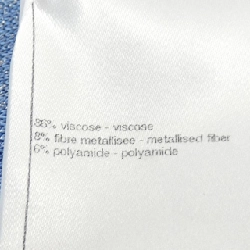 86% viscose - viscose
8% fibre metallisee - metallised fiber
6% polyamide - polyamide